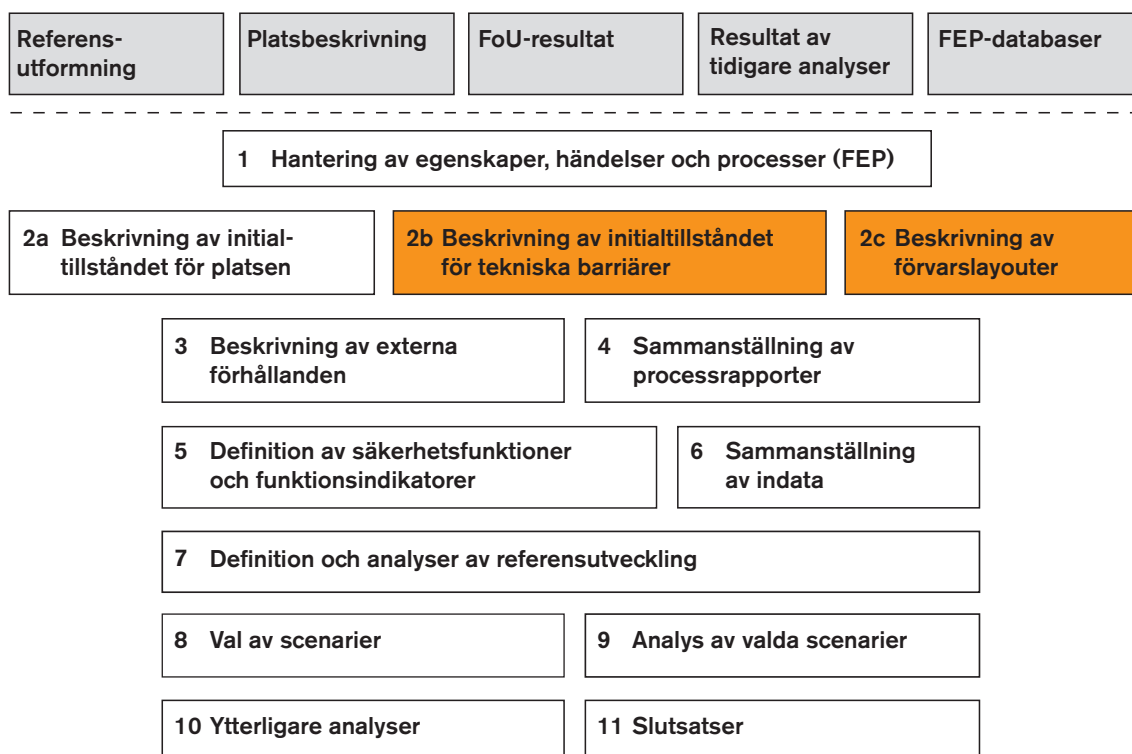 Referens-
utformning
Platsbeskrivning
FoU-resultat
Resultat av
tidigare analyser
FEP-databaser
1 Hantering av egenskaper, händelser och processer (FEP)
2a Beskrivning av initial-
tillståndet för platsen
2b Beskrivning av initialtillståndet
för tekniska barriärer
2c Beskrivning av
förvarslayouter
3 Beskrivning av externa
förhållanden
4 Sammanställning av
processrapporter
5 Definition av säkerhetsfunktioner
och funktionsindikatorer
6 Sammanställning
av indata
7 Definition och analyser av referensutveckling
8 Val av scenarier
9 Analys av valda scenarier
10 Ytterligare analyser
11 Slutsatser